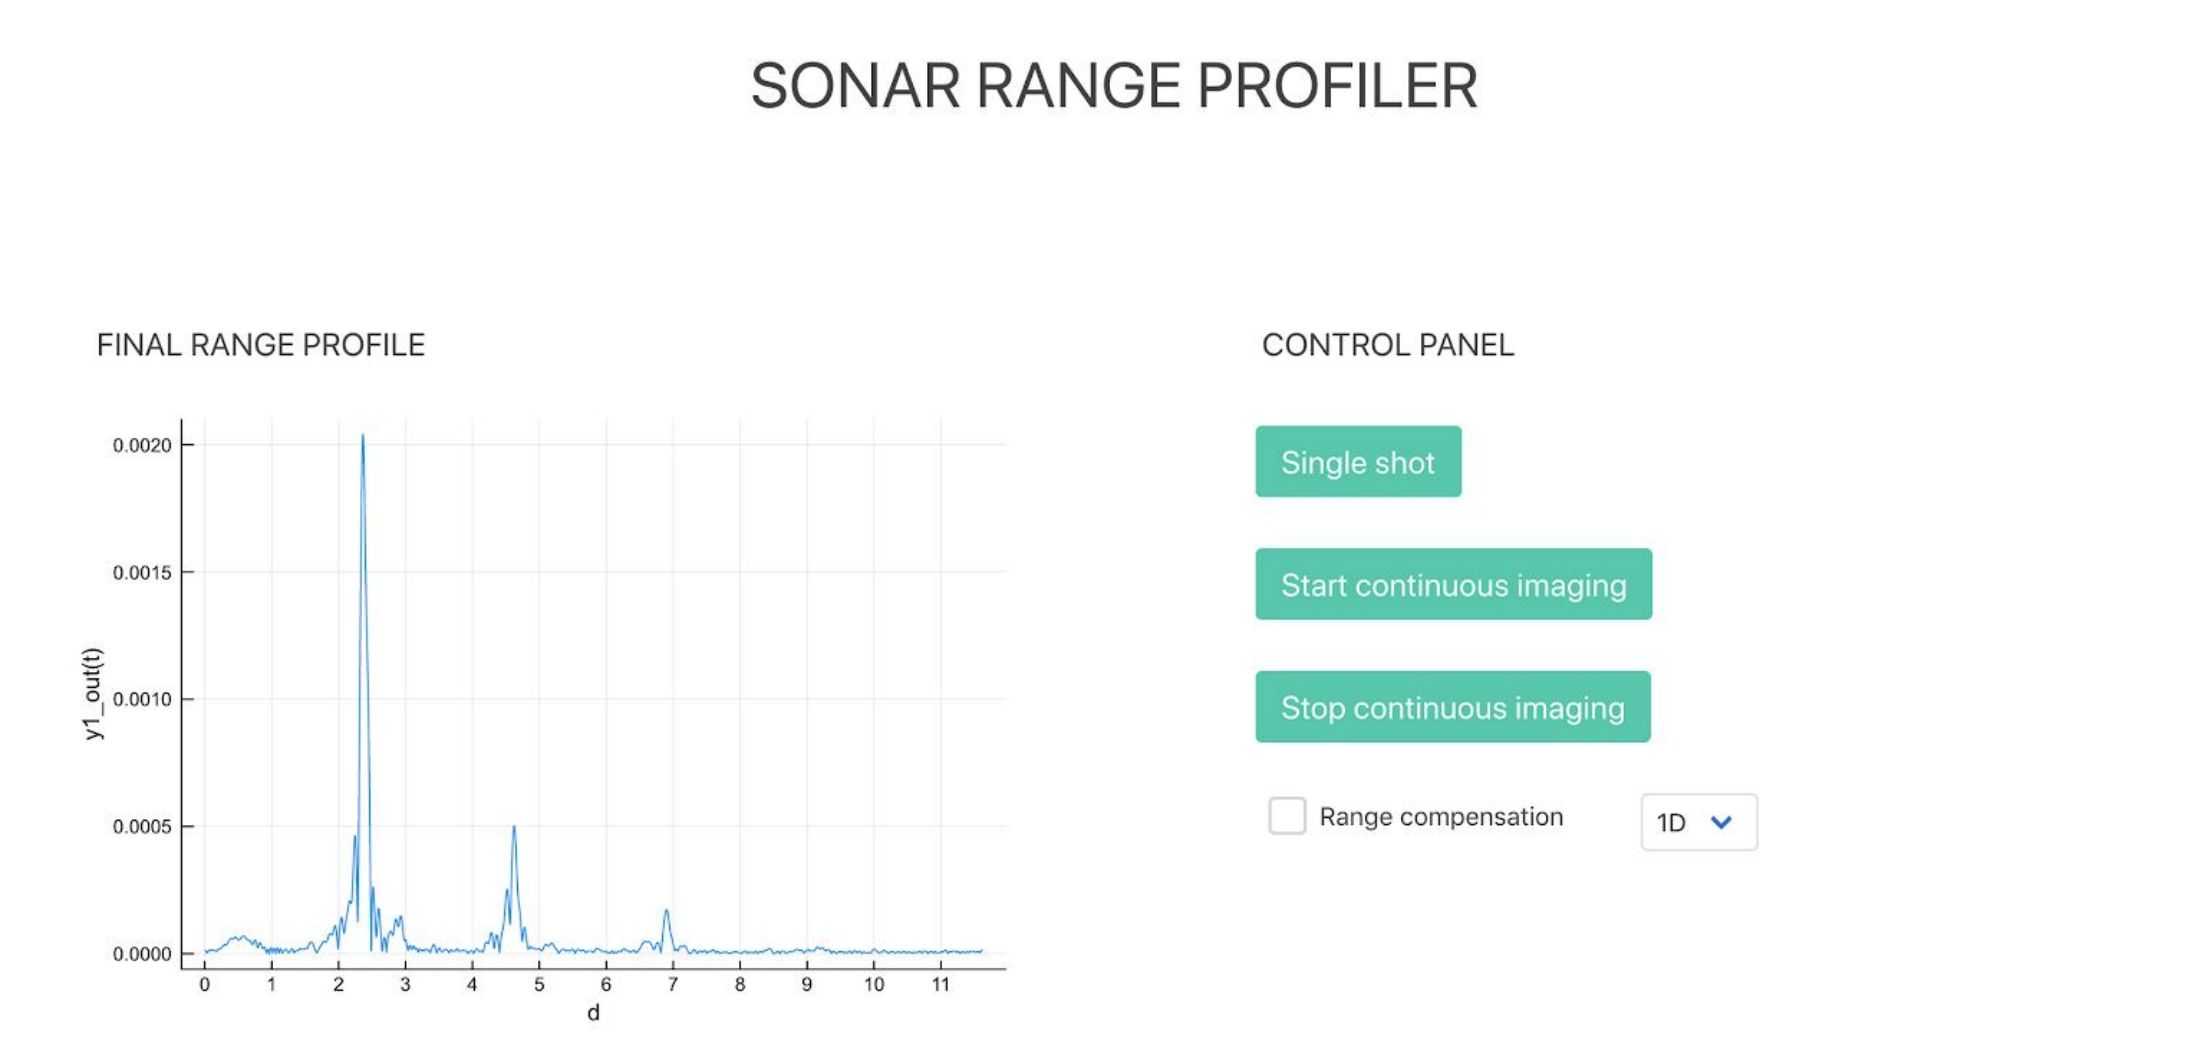 SONAR RANGE PROFILER
FINAL RANGE PROFILE
0.0020
0.0015
0.0010
0.0005
0.0000
y1_out(t)
0 1 2 3 4 5 6 7 8 9 10 11
d
CONTROL PANEL
Single shot
Start continuous imaging
Stop continuous imaging
Range compensation
1D